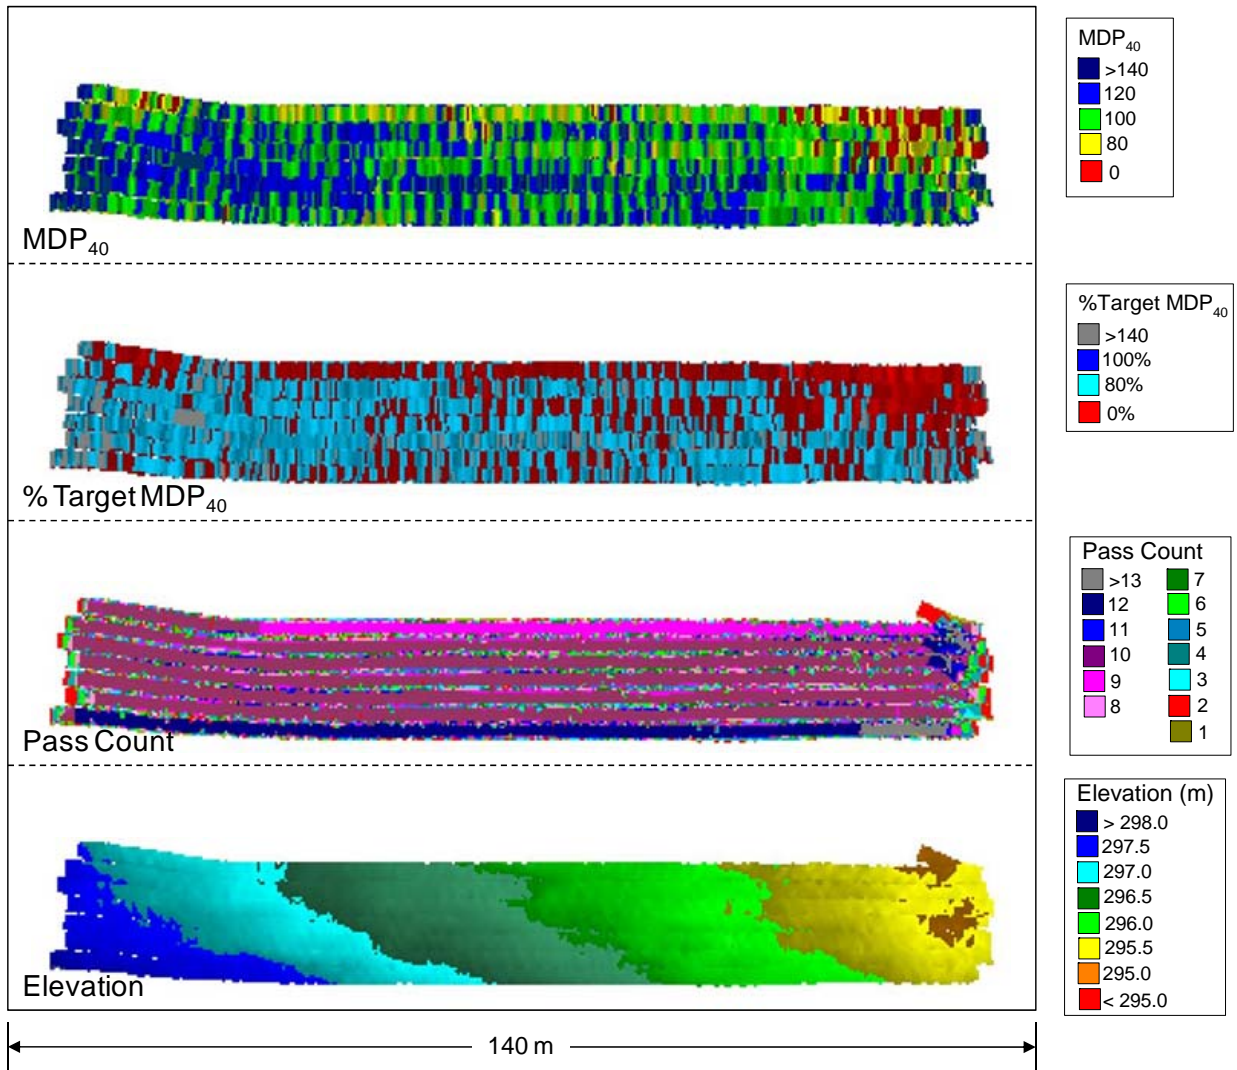 MDP40
>140
120
100
80
0
MDP40
%Target MDP40
>140
100%
80%
0%
% Target MDP40
Pass Count
>13 7
12 6
11 5
10 4
9 3
8 2
1
Pass Count
Elevation (m)
> 298.0
297.5
297.0
296.5
296.0
295.5
295.0
< 295.0
Elevation
140 m